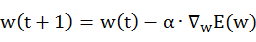 w(t + 1) = w(t) − α · ∇wE(w)